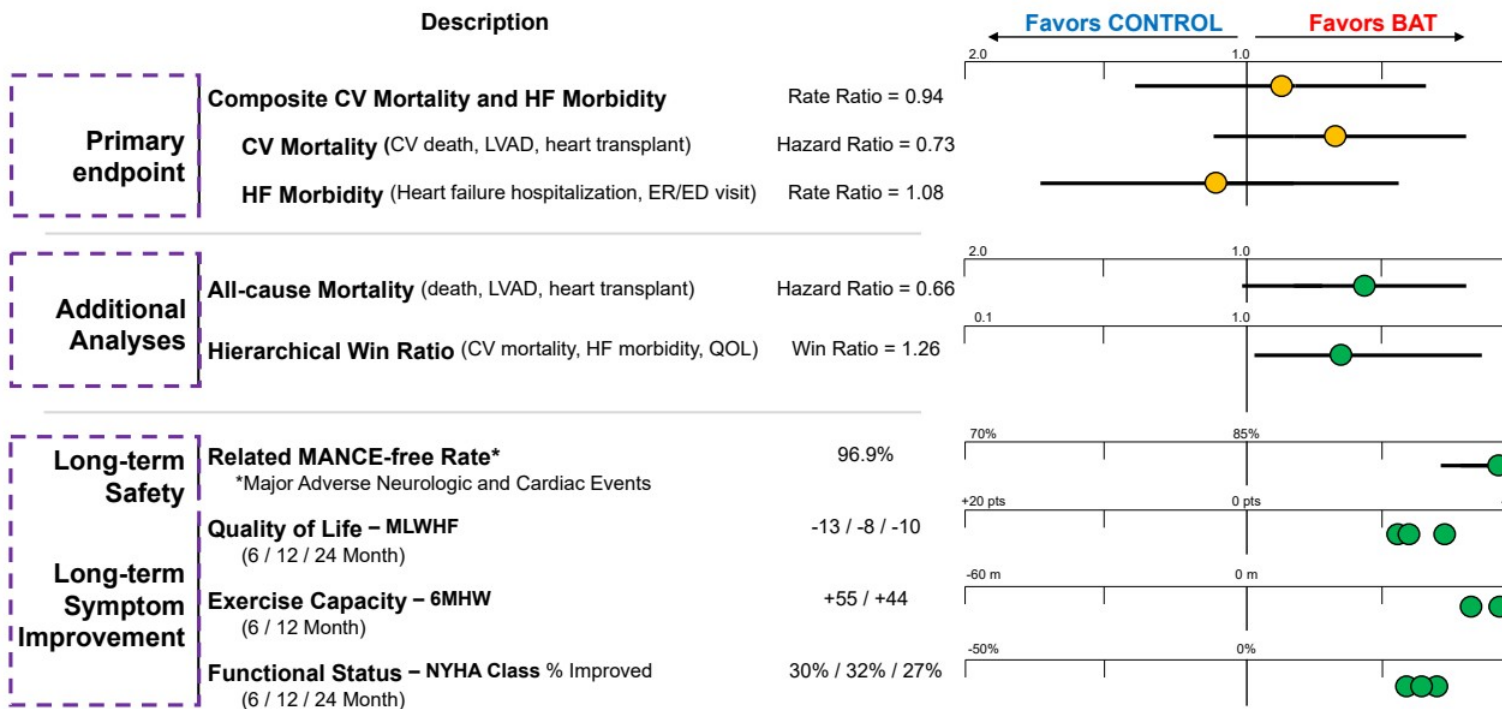 Description
Favors CONTROL
Favors BAT
2.0
1.0
Primary
endpoint
Composite CV Mortality and HF Morbidity
Rate Ratio = 0.94
CV Mortality (CV death, LVAD, heart transplant)
Hazard Ratio = 0.73
HF Morbidity (Heart failure hospitalization, ER/ED visit)
Rate Ratio = 1.08
Additional
Analyses
2.0
1.0
All-cause Mortality (death, LVAD, heart transplant)
Hazard Ratio = 0.66
0.1
1.0
Hierarchical Win Ratio (CV mortality, HF morbidity, QOL)
Win Ratio = 1.26
Long-term
Safety
70%
85%
Related MANCE-free Rate*
96.9%
*Major Adverse Neurologic and Cardiac Events
Long-term
Symptom
Improvement
+20 pts
0 pts
Quality of Life – MLWHF
-13 / -8 / -10
(6 / 12 / 24 Month)
-60 m
0 m
Exercise Capacity – 6MHW
+55 / +44
(6 / 12 Month)
-50%
0%
Functional Status – NYHA Class % Improved
30% / 32% / 27%
(6 / 12 / 24 Month)